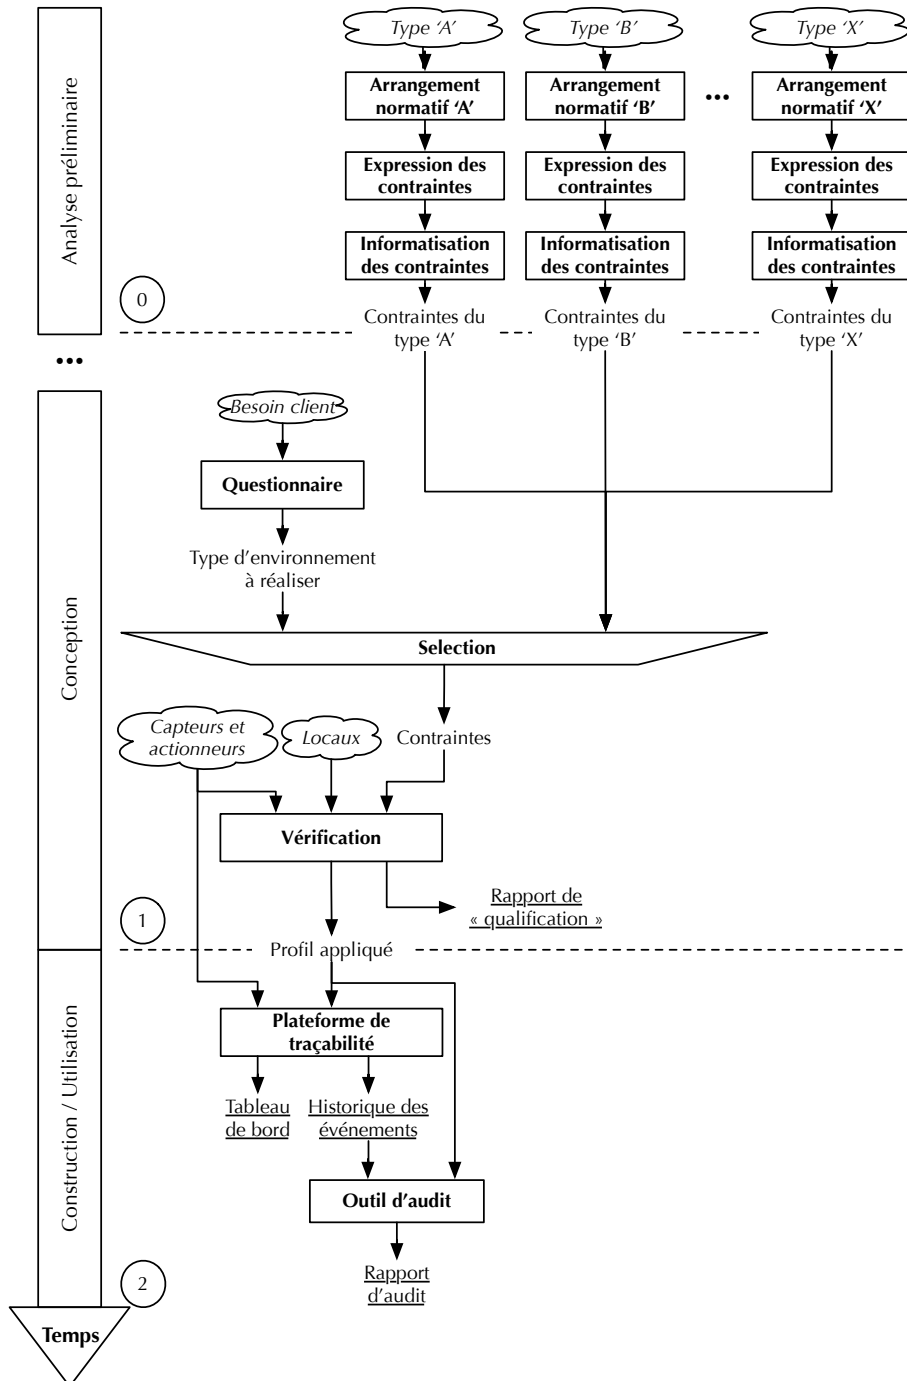 Analyse préliminaire
Type ‘A’
Type ‘B’
Type ‘X’
Arrangement
normatif ‘A’
Arrangement
normatif ‘B’
...
Arrangement
normatif ‘X’
Expression des
contraintes
Expression des
contraintes
Expression des
contraintes
Informatisation
des contraintes
Informatisation
des contraintes
Informatisation
des contraintes
0
Contraintes du
type ‘A’
Contraintes du
type ‘B’
Contraintes du
type ‘X’
...
Conception
Besoin client
Questionnaire
Type d’environnement
à réaliser
Selection
Capteurs et
actionneurs
Locaux
Contraintes
Vérification
Rapport de
« qualification »
1
Profil appliqué
Construction / Utilisation
Plateforme de
traçabilité
Tableau
de bord
Historique des
événements
Outil d’audit
Rapport
d’audit
2
Temps